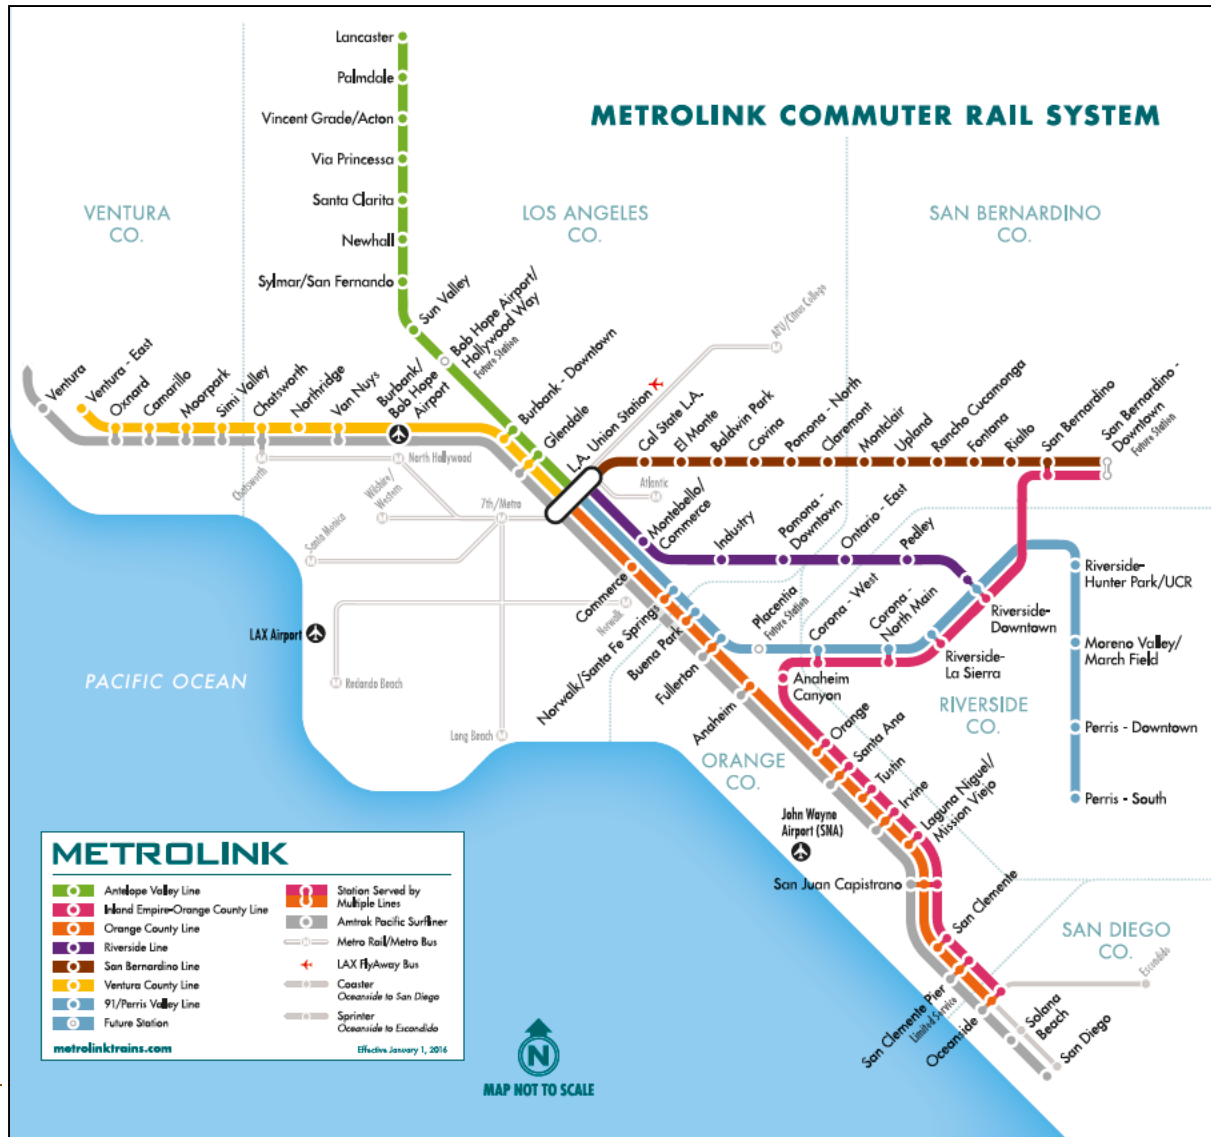 METROLINK COMMUTER RAIL SYSTEM
VENTURA
CO.
LOS ANGELES
CO.
SAN BERNARDINO
CO.
Lancaster
Palmdale
Vincent Grade/Acton
Via Princessa
Santa Clarita
Newhall
Sylmar/San Fernando
Sun Valley
Bob Hope Airport/
Hollywood Way
Future Station
Burbank - Downtown
Glendale
L.A. Union Station
APU/Citrus College
Ventura
Ventura - East
Oxnard
Camarillo
Moorpark
Simi Valley
Chatsworth
Northridge
Van Nuys
Burbank/
Bob Hope
Airport
Chatsworth
North Hollywood
Wilshire/
Western
7th/Metro
Santa Monica
Atlantic
Norwalk
Redondo Beach
Long Beach
LAX Airport
PACIFIC OCEAN
Cal State L.A.
El Monte
Baldwin Park
Covina
Pomona - North
Claremont
Montclair
Upland
Rancho Cucamonga
Fontana
Rialto
San Bernardino
San Bernardino -
Downtown
Future Station
Montebello/
Commerce
Industry
Pomona -
Downtown
Ontario - East
Pedley
Riverside-
Downtown
Riverside-
Hunter Park/UCR
Moreno Valley/
March Field
Perris - Downtown
Perris - South
Commerce
Norwalk/Santa Fe Springs
Buena Park
Fullerton
Anaheim
Placentia
Future Station
Corona - West
Corona -
North Main
Riverside-
La Sierra
Anaheim
Canyon
RIVERSIDE
CO.
ORANGE
CO.
Orange
Santa Ana
Tustin
Irvine
Laguna Niguel/
Mission Viejo
John Wayne
Airport (SNA)
San Juan Capistrano
San Clemente
San Clemente Pier
Limited Service
Oceanside
SAN DIEGO
CO.
Escondido
Solana
Beach
San Diego
METROLINK
Antelope Valley Line
Inland Empire-Orange County Line
Orange County Line
Riverside Line
San Bernardino Line
Ventura County Line
91/Perris Valley Line
Future Station
Station Served by
Multiple Lines
Amtrak Pacific Surfliner
Metro Rail/Metro Bus
LAX FlyAway Bus
Coaster
Oceanside to San Diego
Sprinter
Oceanside to Escondido
metrolinktrains.com
Effective January 1, 2016
N
MAP NOT TO SCALE